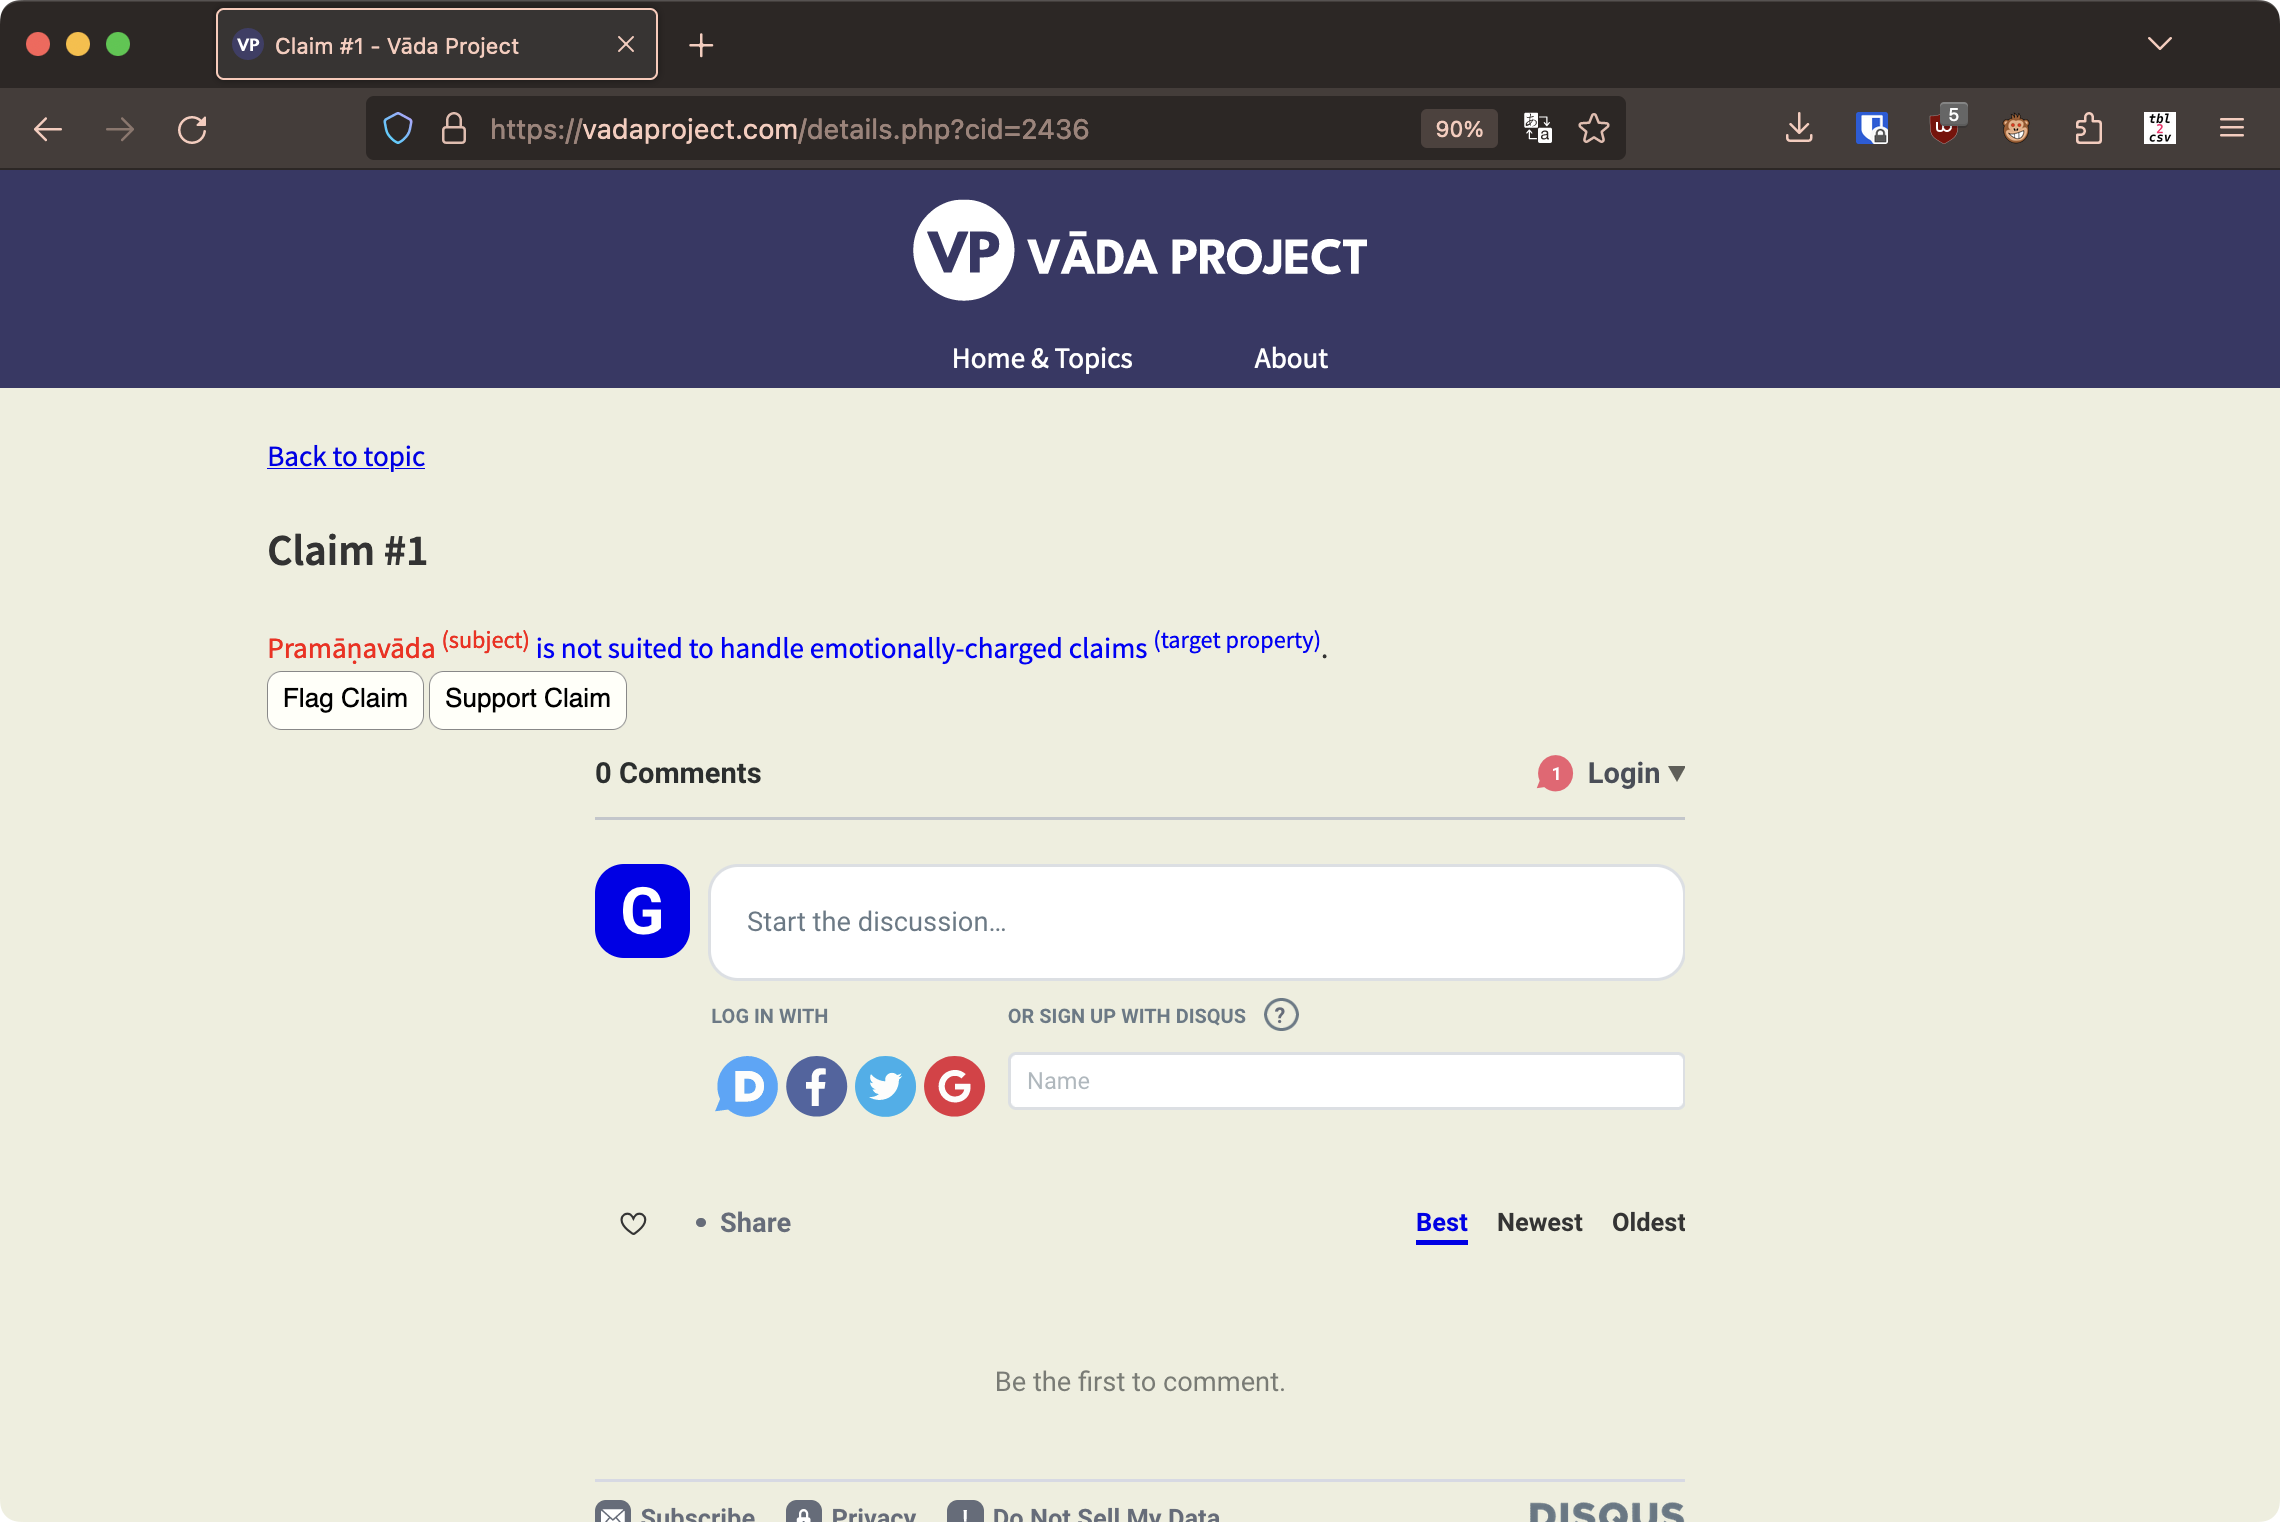 VP Claim #1 - Vāda Project
https://vadaproject.com/details.php?cid=2436
90%
5
tbl
2
csv
VP VĀDA PROJECT
Home & Topics About
Back to topic
Claim #1
Pramāṇavāda (subject) is not suited to handle emotionally-charged claims (target property).
Flag Claim Support Claim
0 Comments 1 Login
G Start the discussion…
LOG IN WITH OR SIGN UP WITH DISQUS ?
D f G Name
• Share Best Newest Oldest
Be the first to comment.
Subscribe Privacy ! Do Not Sell My Data DISQUS